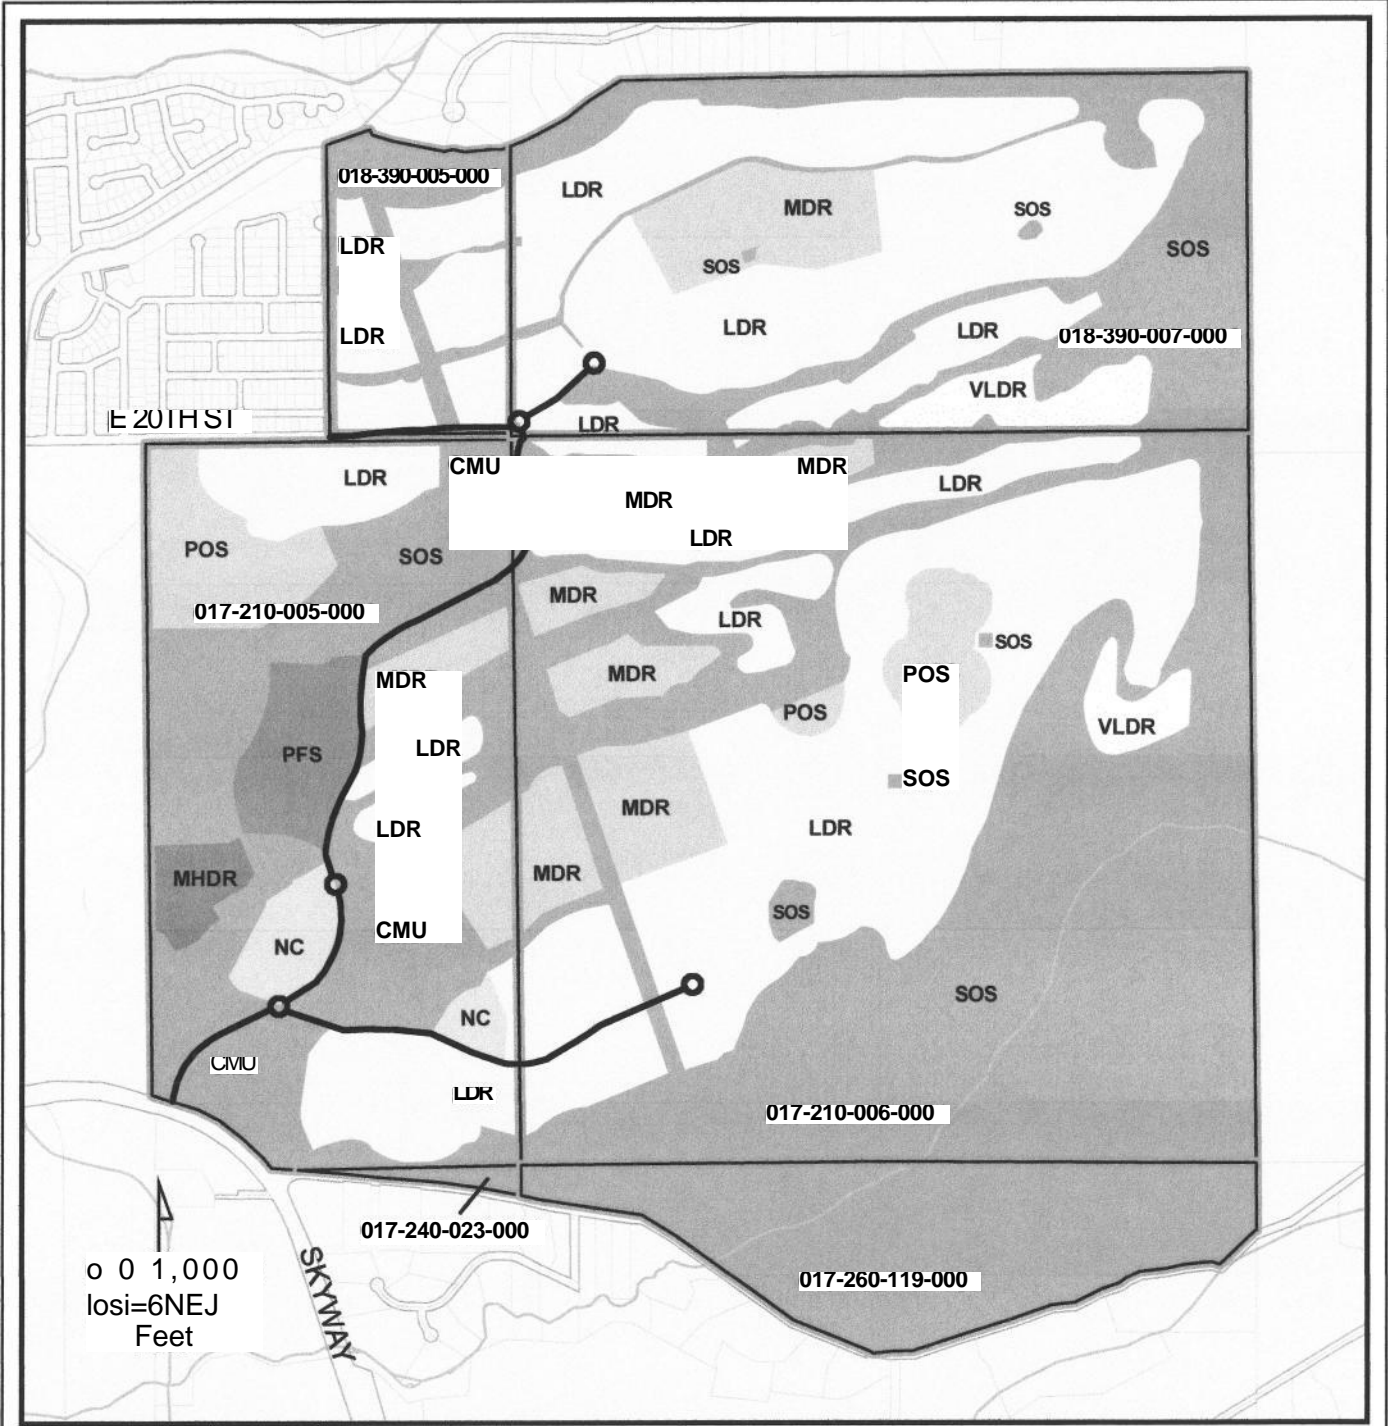 018-390-005-000
LDR
MDR
SOS
LDR
SOS
SOS
LDR
LDR
LDR
018-390-007-000
VLDR
E 20TH ST
LDR
LDR
CMU
MDR
LDR
MDR
LDR
POS
SOS
017-210-005-000
MDR
LDR
SOS
MDR
MDR
POS
POS
VLDR
LDR
PFS
SOS
MDR
LDR
LDR
MHDR
MDR
SOS
CMU
NC
SOS
NC
CMU
LDR
017-210-006-000
017-240-023-000
o 0 1,000
losi=6NEJ
Feet
SKYWAY
017-260-119-000